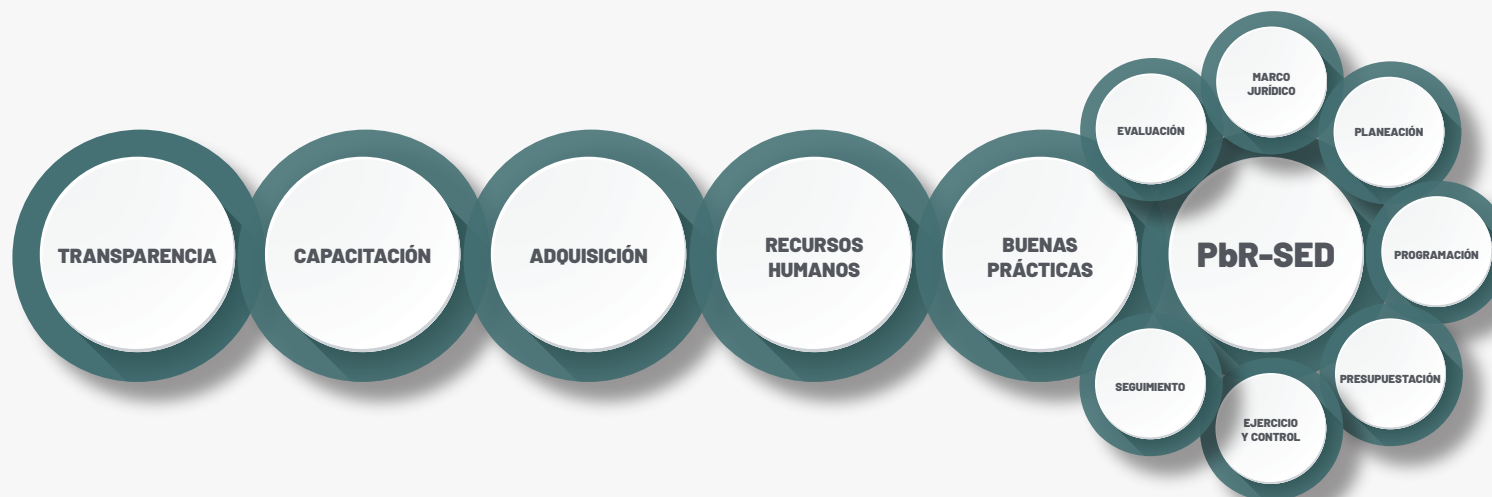 TRANSPARENCIA
CAPACITACIÓN
ADQUISICIÓN
RECURSOS
HUMANOS
BUENAS
PRÁCTICAS
PbR-SED
MARCO
JURÍDICO
PLANEACIÓN
PROGRAMACIÓN
PRESUPUESTACIÓN
EJERCICIO
Y CONTROL
SEGUIMIENTO
EVALUACIÓN